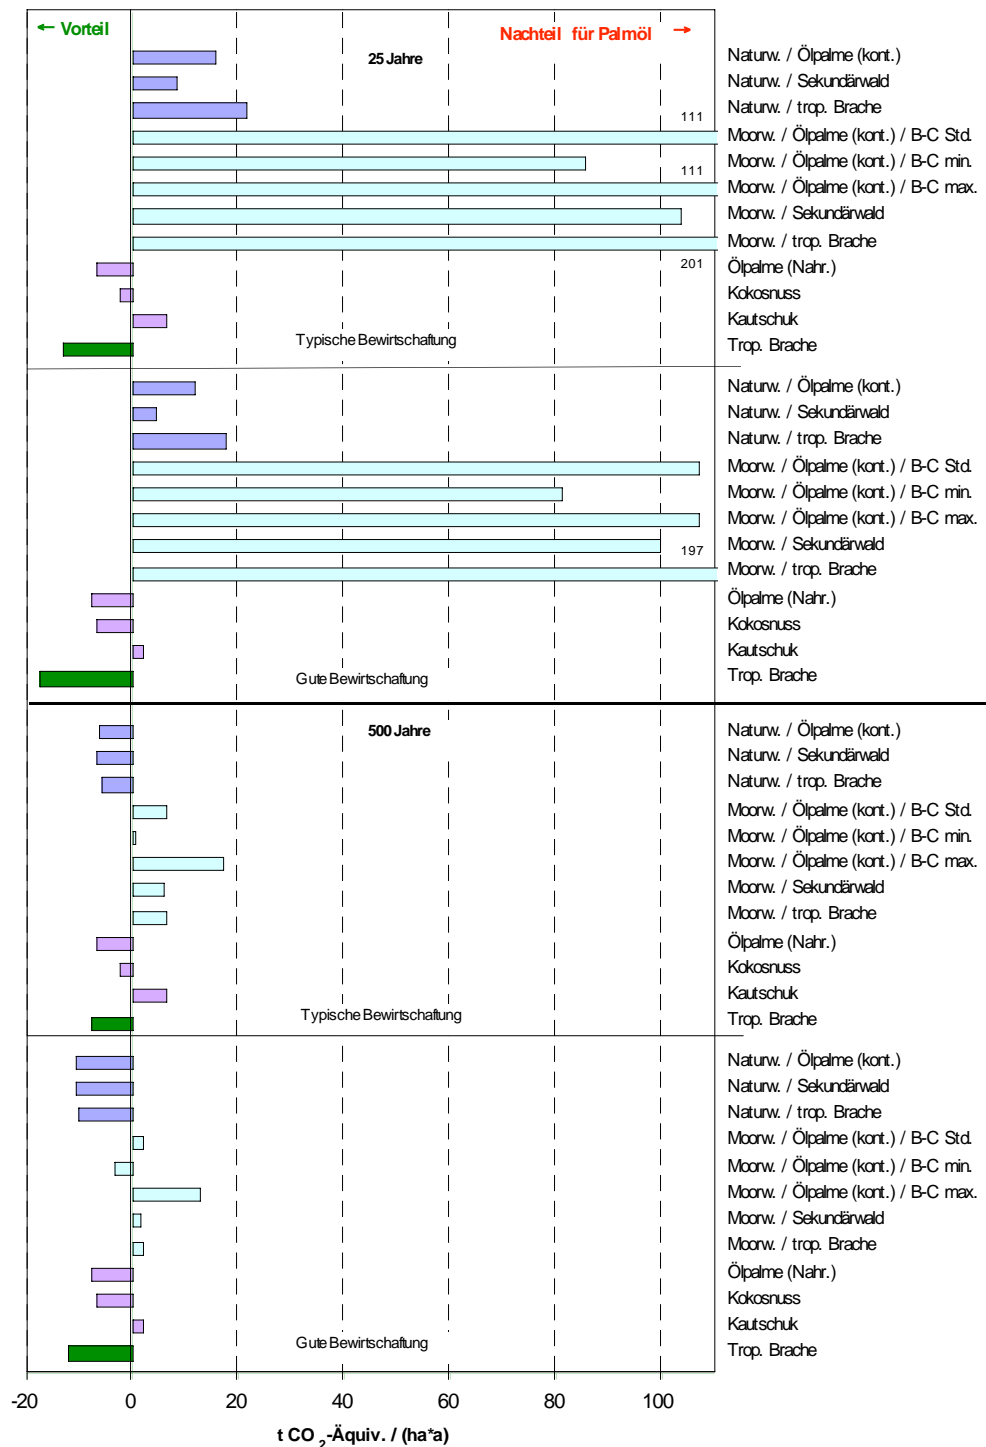 ← Vorteil
Nachteil für Palmöl →
25 Jahre
Naturw. / Ölpalme (kont.)
Naturw. / Sekundärwald
Naturw. / trop. Brache
111
Moorw. / Ölpalme (kont.) / B-C Std.
Moorw. / Ölpalme (kont.) / B-C min.
111
Moorw. / Ölpalme (kont.) / B-C max.
Moorw. / Sekundärwald
Moorw. / trop. Brache
201
Ölpalme (Nahr.)
Kokosnuss
Kautschuk
Typische Bewirtschaftung
Trop. Brache
Naturw. / Ölpalme (kont.)
Naturw. / Sekundärwald
Naturw. / trop. Brache
Moorw. / Ölpalme (kont.) / B-C Std.
Moorw. / Ölpalme (kont.) / B-C min.
Moorw. / Ölpalme (kont.) / B-C max.
Moorw. / Sekundärwald
197
Moorw. / trop. Brache
Ölpalme (Nahr.)
Kokosnuss
Kautschuk
Trop. Brache
Gute Bewirtschaftung
500 Jahre
Naturw. / Ölpalme (kont.)
Naturw. / Sekundärwald
Naturw. / trop. Brache
Moorw. / Ölpalme (kont.) / B-C Std.
Moorw. / Ölpalme (kont.) / B-C min.
Moorw. / Ölpalme (kont.) / B-C max.
Moorw. / Sekundärwald
Moorw. / trop. Brache
Ölpalme (Nahr.)
Kokosnuss
Kautschuk
Typische Bewirtschaftung
Trop. Brache
Naturw. / Ölpalme (kont.)
Naturw. / Sekundärwald
Naturw. / trop. Brache
Moorw. / Ölpalme (kont.) / B-C Std.
Moorw. / Ölpalme (kont.) / B-C min.
Moorw. / Ölpalme (kont.) / B-C max.
Moorw. / Sekundärwald
Moorw. / trop. Brache
Ölpalme (Nahr.)
Kokosnuss
Kautschuk
Gute Bewirtschaftung
Trop. Brache
-20 0 20 40 60 80 100
t CO2-Äquiv. / (ha*a)